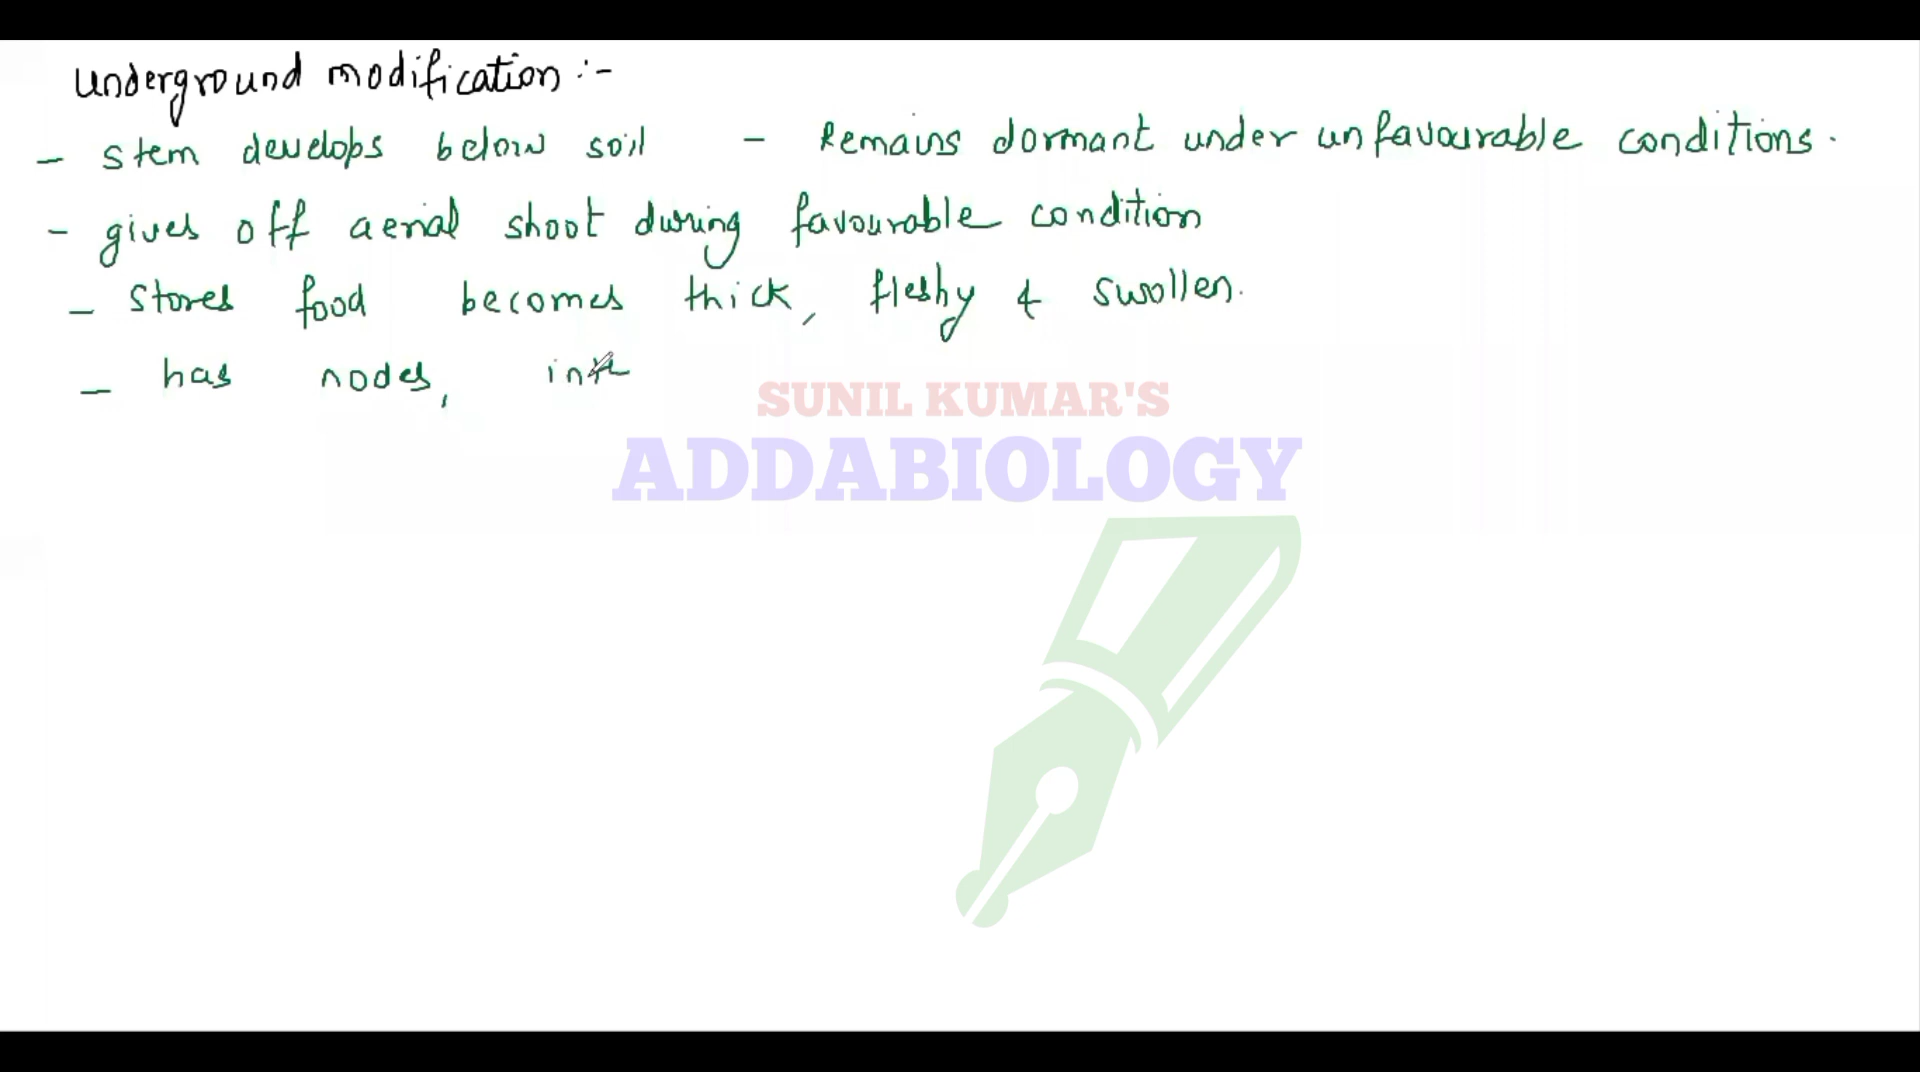 underground modification :-
- stem develops below soil - Remains dormant under unfavourable conditions.
- gives off aerial shoot during favourable condition
- stores food becomes thick, fleshy & swollen.
- has nodes, inte
SUNIL KUMAR'S
ADDABIOLOGY